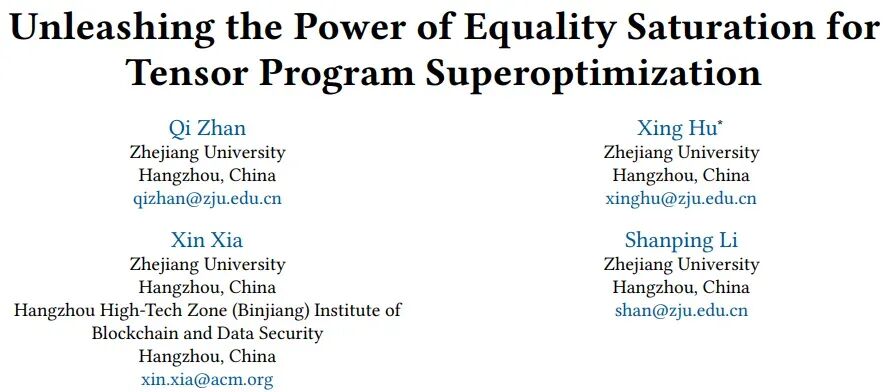 Unleashing the Power of Equality Saturation for
Tensor Program Superoptimization
Qi Zhan
Zhejiang University
Hangzhou, China
qizhan@zju.edu.cn
Xing Hu*
Zhejiang University
Hangzhou, China
xinghu@zju.edu.cn
Xin Xia
Zhejiang University
Hangzhou, China
Hangzhou High-Tech Zone (Binjiang) Institute of
Blockchain and Data Security
Hangzhou, China
xin.xia@acm.org
Shanping Li
Zhejiang University
Hangzhou, China
shan@zju.edu.cn